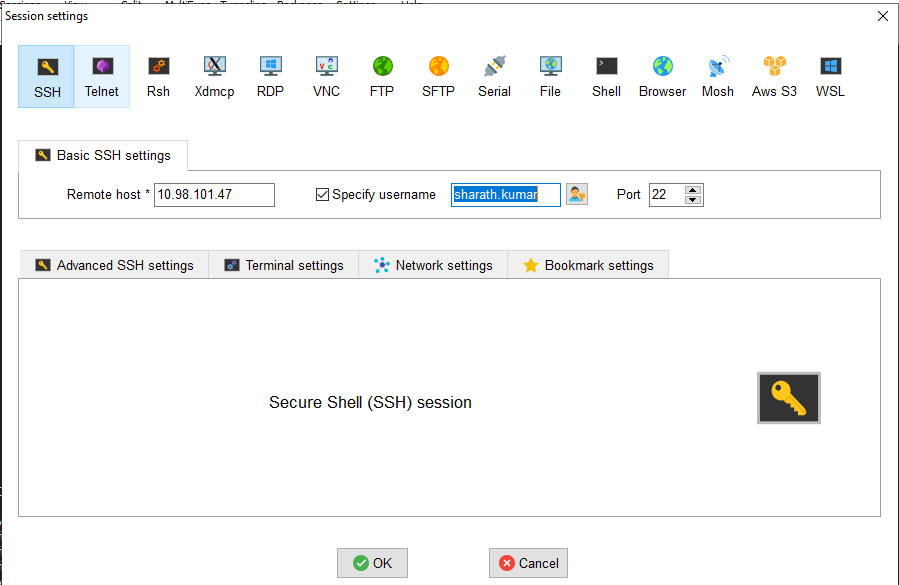 Session settings
SSH Telnet Rsh Xdmcp RDP VNC FTP SFTP Serial File Shell Browser Mosh Aws S3 WSL
Basic SSH settings
Remote host * 10.98.101.47 Specify username sharath.kumar Port 22
Advanced SSH settings Terminal settings Network settings Bookmark settings
Secure Shell (SSH) session
OK Cancel